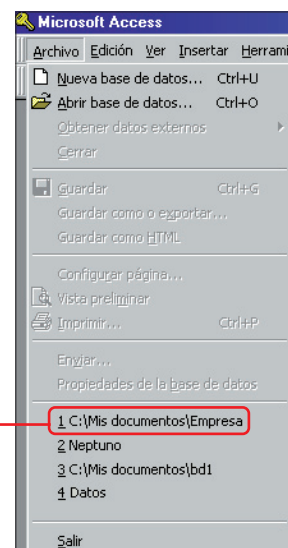 Microsoft Access
Archivo Edición Ver Insertar Herrami
Nueva base de datos... Ctrl+U
Abrir base de datos... Ctrl+O
Obtener datos externos
Cerrar
Guardar Ctrl+G
Guardar como o exportar...
Guardar como HTML
Configurar página...
Vista preliminar
Imprimir... Ctrl+P
Enviar...
Propiedades de la base de datos
1 C:\Mis documentos\Empresa
2 Neptuno
3 C:\Mis documentos\bd1
4 Datos
Salir